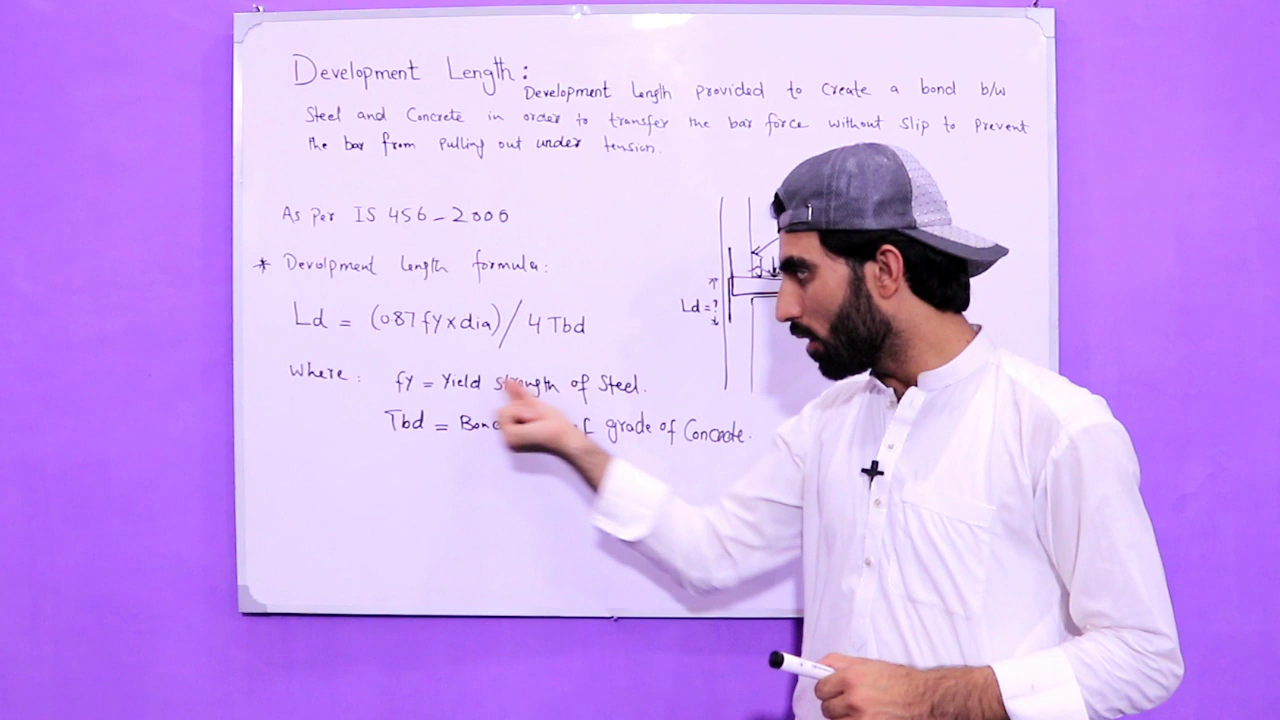 Development Length:
Development length provided to create a bond b/w
Steel and Concrete in order to transfer the bar force without slip to prevent
the bar from pulling out under tension.
As Per IS 456-2000
* Devolpment length formula:
Ld = (0.87 fy x dia) / 4 Tbd
Ld = ?
Where: fy = Yield strength of Steel.
Tbd = of grade of Concrete.